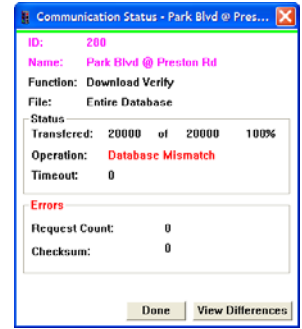 Communication Status - Park Blvd @ Pres...
ID: 200
Name: Park Blvd @ Preston Rd
Function: Download Verify
File: Entire Database
Status
Transfered: 20000 of 20000 100%
Operation: Database Mismatch
Timeout: 0
Errors
Request Count: 0
Checksum: 0
Done View Differences